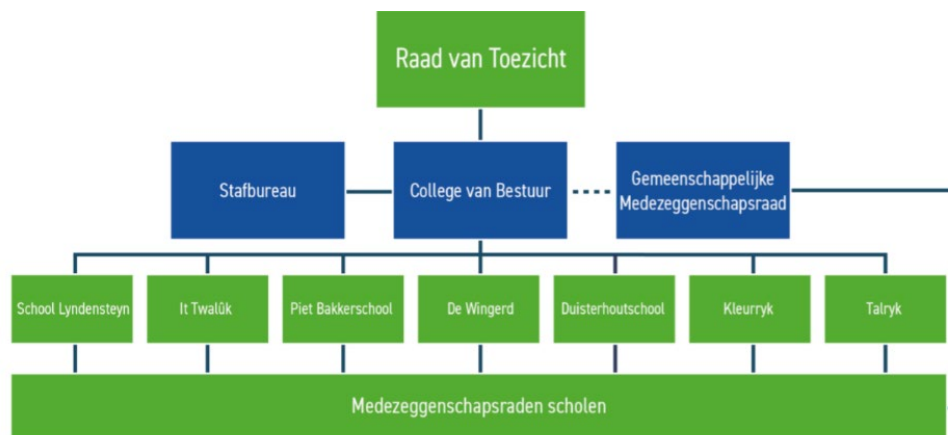 Raad van Toezicht
Stafbureau
College van Bestuur
Gemeenschappelijke
Medezeggenschapsraad
School Lyndensteyn
It Twalûk
Piet Bakkerschool
De Wingerd
Duisterhoutschool
Kleurryk
Talryk
Medezeggenschapsraden scholen